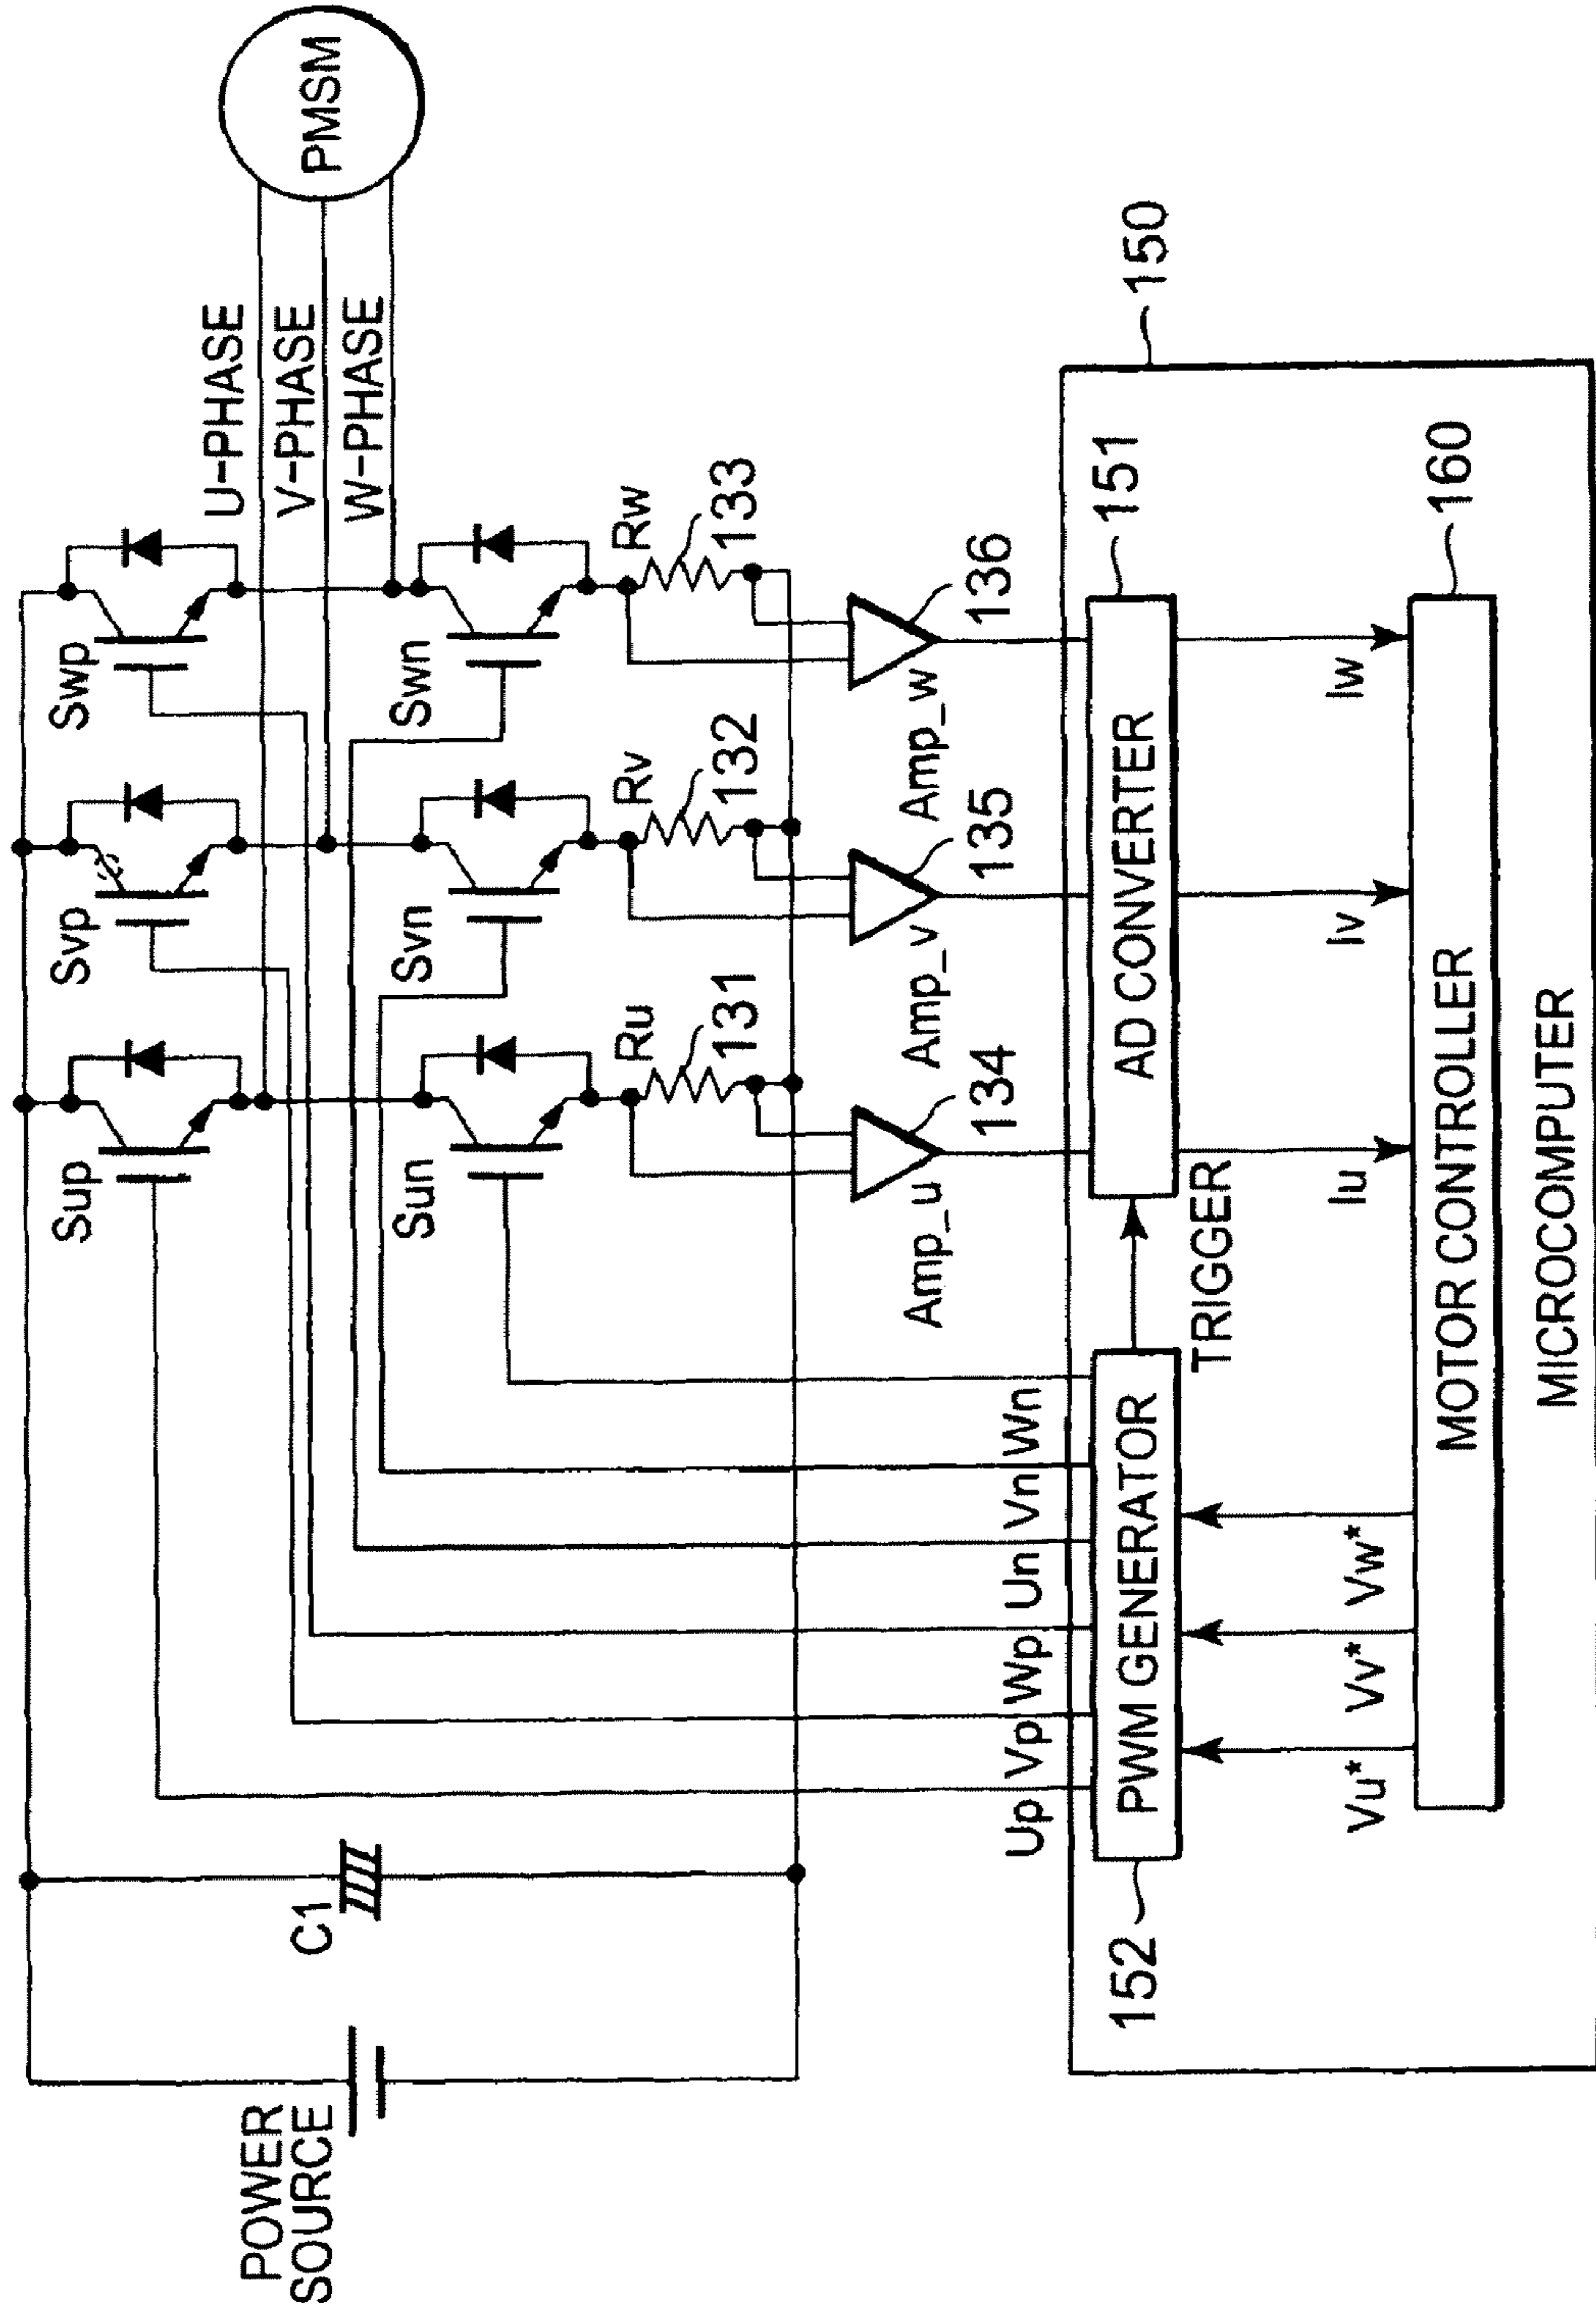 POWER
SOURCE
C1
Sup
Svp
Swp
U-PHASE
V-PHASE
W-PHASE
PMSM
Sun
Svn
Swn
Ru
131
Rv
132
Rw
133
Amp_u
134
Amp_v
135
Amp_w
136
150
Up Vp Wp Un Vn Wn
152
PWM GENERATOR
TRIGGER
AD CONVERTER
151
Vu* Vv* Vw*
Iu
Iv
Iw
MOTOR CONTROLLER
160
MICROCOMPUTER